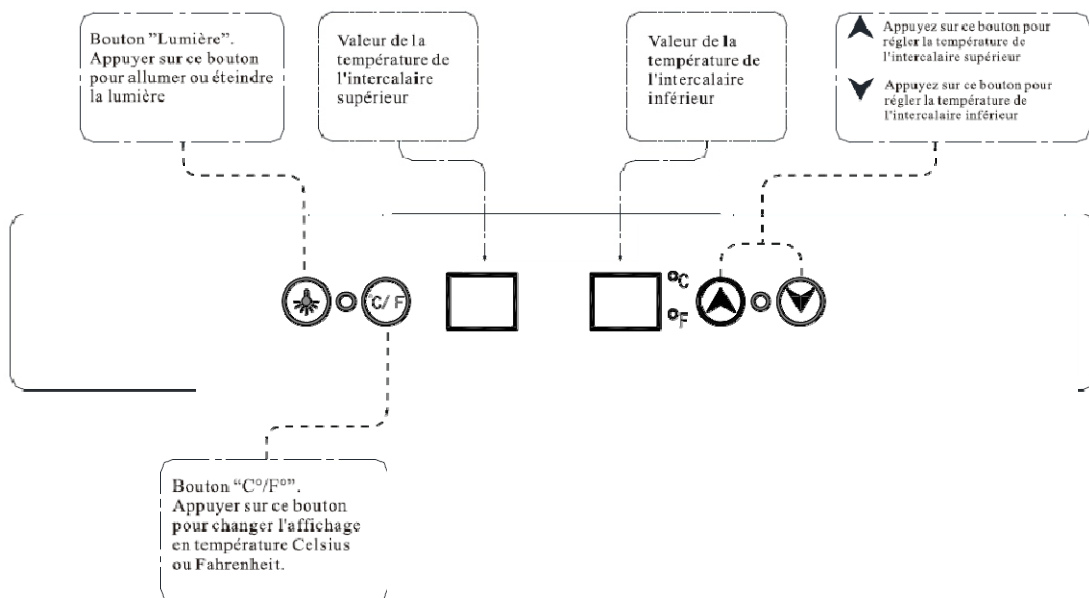 Bouton "Lumière".
Appuyer sur ce bouton
pour allumer ou éteindre
la lumière
Valeur de la
température de
l'intercalaire
supérieur
Valeur de la
température de
l'intercalaire
inférieur
Appuyez sur ce bouton pour
régler la température de
l'intercalaire supérieur
Appuyez sur ce bouton pour
régler la température de
l'intercalaire inférieur
°C/ F
°C
°F
Bouton “C°/F°”.
Appuyer sur ce bouton
pour changer l'affichage
en température Celsius
ou Fahrenheit.